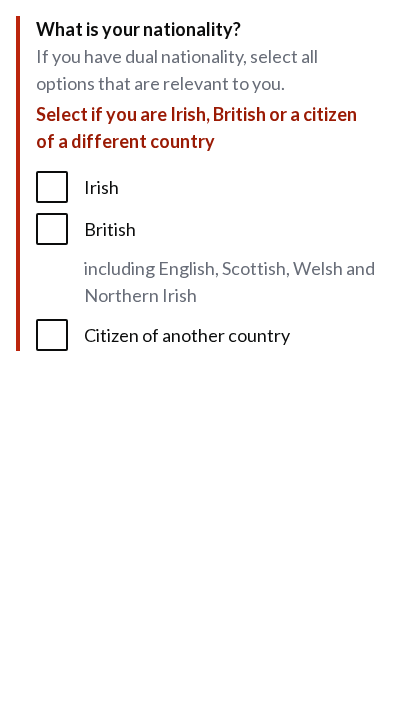 What is your nationality?
If you have dual nationality, select all
options that are relevant to you.
Select if you are Irish, British or a citizen
of a different country
Irish
British
including English, Scottish, Welsh and
Northern Irish
Citizen of another country